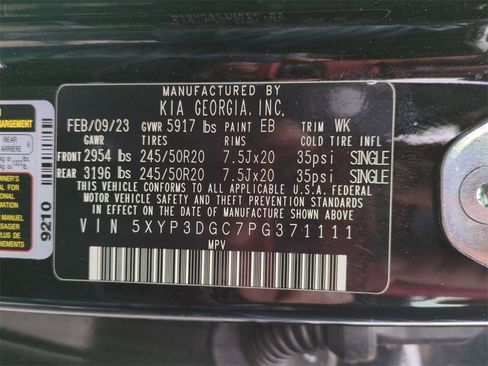 MANUFACTURED BY
KIA GEORGIA, INC.
FEB/09/23 GVWR 5917 lbs PAINT EB TRIM WK
GAWR TIRES RIMS COLD TIRE INFL
FRONT 2954 lbs 245/50R20 7.5Jx20 35psi SINGLE
REAR 3196 lbs 245/50R20 7.5Jx20 35psi SINGLE
THIS VEHICLE CONFORMS TO ALL APPLICABLE U.S.A. FEDERAL
MOTOR VEHICLE SAFETY AND THEFT PREVENTION STANDARDS
IN EFFECT ON THE DATE OF MANUFACTURE SHOWN ABOVE.
VIN 5XYP3DGC7PG371111
MPV
REAR
ARRIÈRE
6
9210